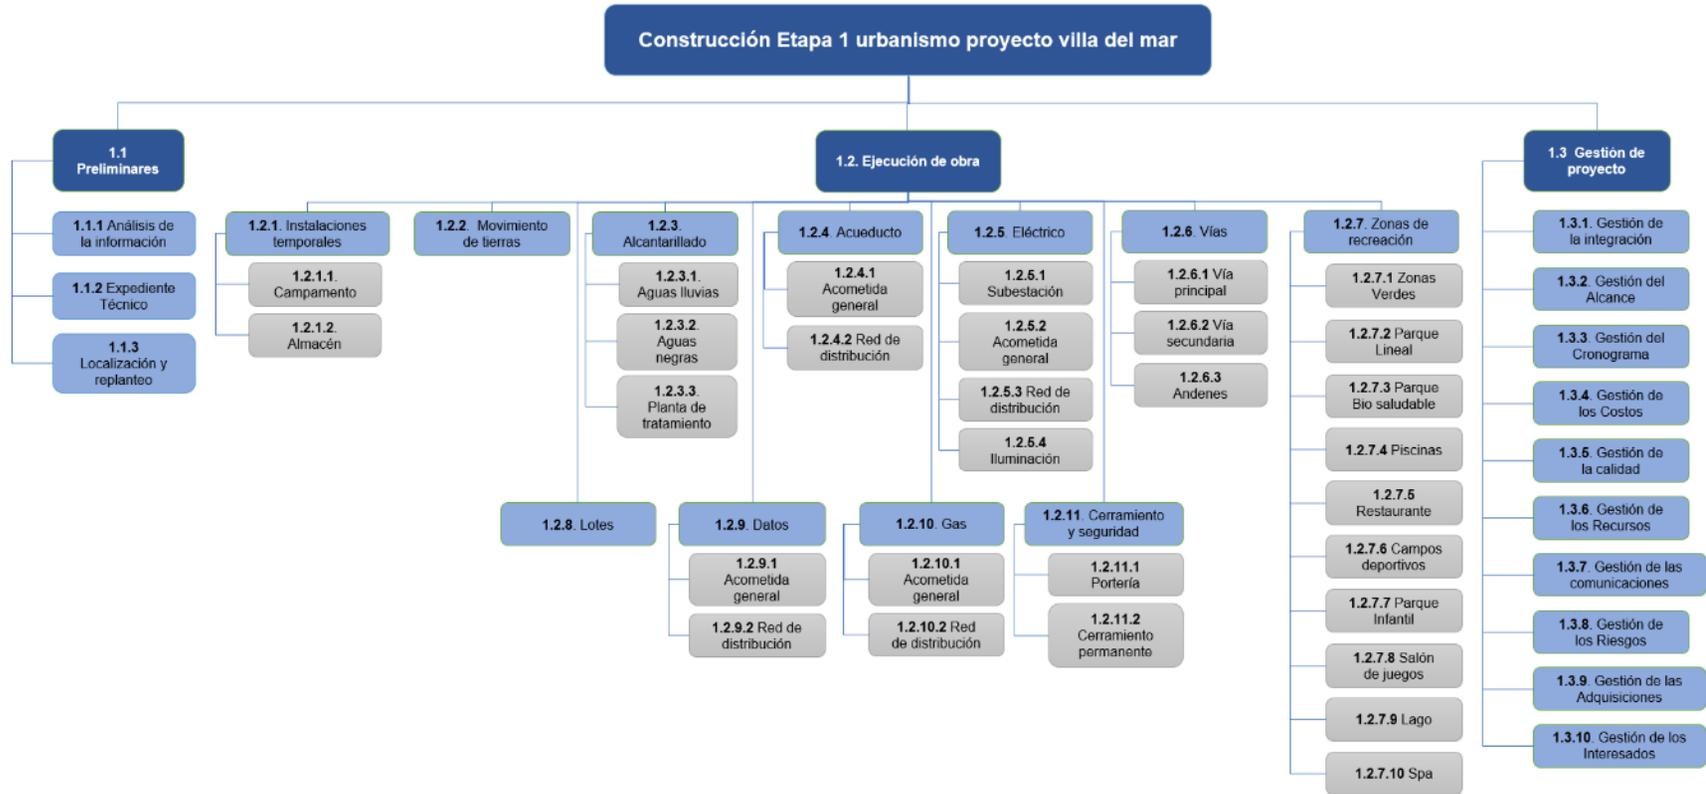 Construcción Etapa 1 urbanismo proyecto villa del mar
1.1
Preliminares
1.1.1 Análisis de
la información
1.1.2 Expediente
Técnico
1.1.3
Localización y
replanteo
1.2. Ejecución de obra
1.2.1. Instalaciones
temporales
1.2.1.1.
Campamento
1.2.1.2.
Almacén
1.2.2. Movimiento
de tierras
1.2.3.
Alcantarillado
1.2.3.1.
Aguas lluvias
1.2.3.2.
Aguas
negras
1.2.3.3.
Planta de
tratamiento
1.2.4. Acueducto
1.2.4.1
Acometida
general
1.2.4.2 Red de
distribución
1.2.5 Eléctrico
1.2.5.1
Subestación
1.2.5.2
Acometida
general
1.2.5.3 Red de
distribución
1.2.5.4
Iluminación
1.2.6. Vías
1.2.6.1 Vía
principal
1.2.6.2 Vía
secundaria
1.2.6.3
Andenes
1.2.7. Zonas de
recreación
1.2.7.1 Zonas
Verdes
1.2.7.2 Parque
Lineal
1.2.7.3 Parque
Bio saludable
1.2.7.4 Piscinas
1.2.7.5
Restaurante
1.2.7.6 Campos
deportivos
1.2.7.7 Parque
Infantil
1.2.7.8 Salón
de juegos
1.2.7.9 Lago
1.2.7.10 Spa
1.2.8. Lotes
1.2.9. Datos
1.2.9.1
Acometida
general
1.2.9.2 Red de
distribución
1.2.10. Gas
1.2.10.1
Acometida
general
1.2.10.2 Red
de distribución
1.2.11. Cerramiento
y seguridad
1.2.11.1
Portería
1.2.11.2
Cerramiento
permanente
1.3 Gestión de
proyecto
1.3.1. Gestión de
la integración
1.3.2. Gestión del
Alcance
1.3.3. Gestión del
Cronograma
1.3.4. Gestión de
los Costos
1.3.5. Gestión de
la calidad
1.3.6. Gestión de
los Recursos
1.3.7. Gestión de las
comunicaciones
1.3.8. Gestión de
los Riesgos
1.3.9. Gestión de las
Adquisiciones
1.3.10. Gestión de los
Interesados